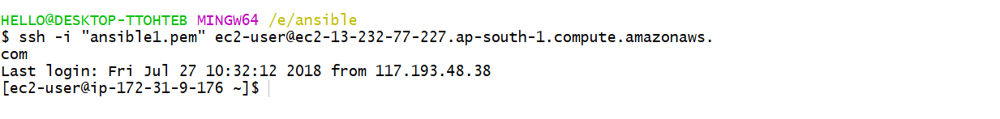 HELLO@DESKTOP-TTOHTEB MINGW64 /e/ansible
$ ssh -i "ansible1.pem" ec2-user@ec2-13-232-77-227.ap-south-1.compute.amazonaws.
com
Last login: Fri Jul 27 10:32:12 2018 from 117.193.48.38
[ec2-user@ip-172-31-9-176 ~]$